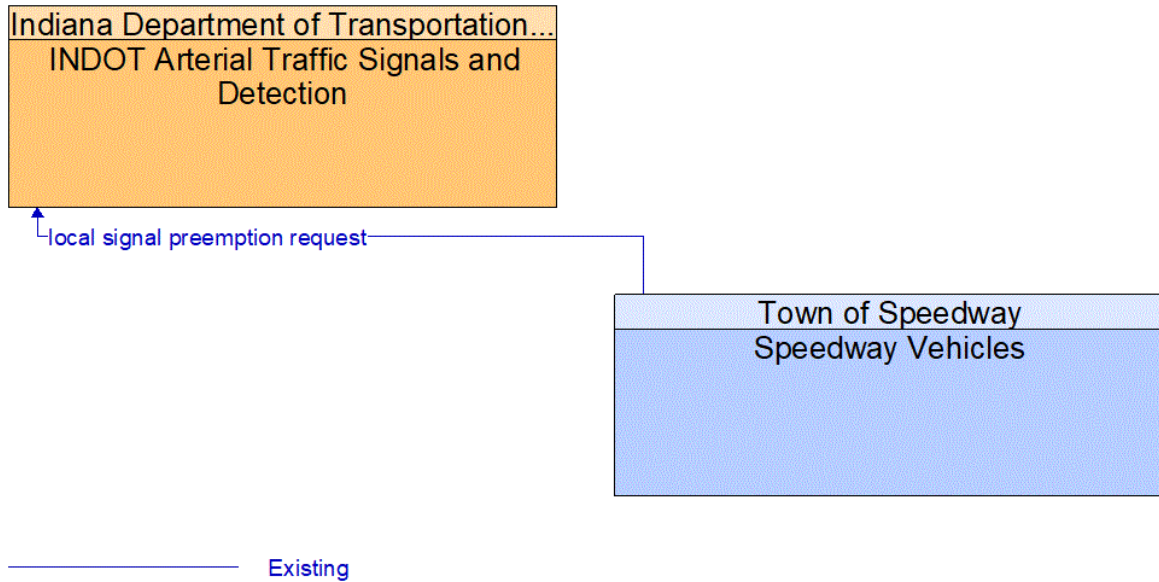 Indiana Department of Transportation...
INDOT Arterial Traffic Signals and
Detection
local signal preemption request
Town of Speedway
Speedway Vehicles
Existing